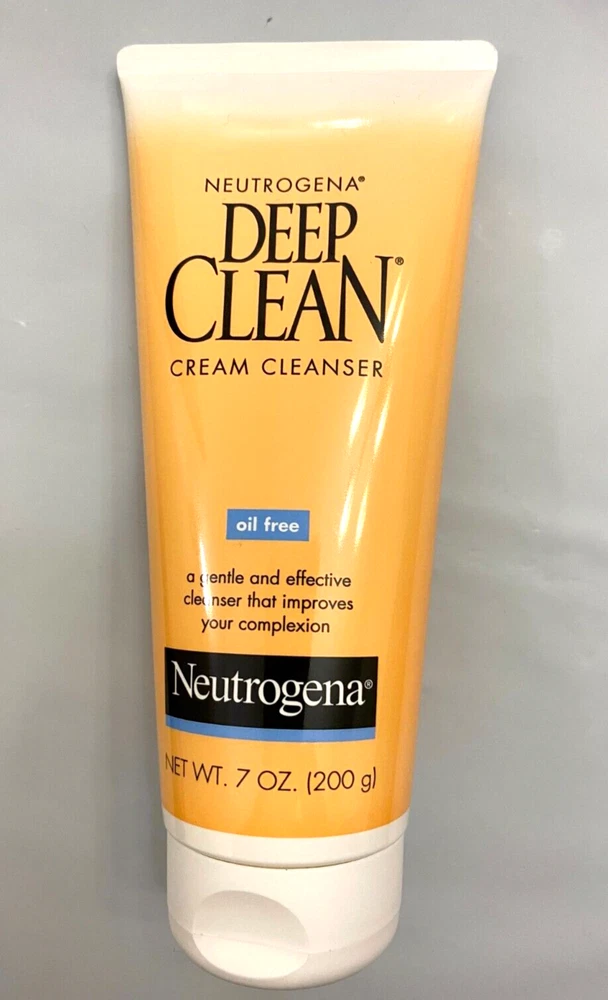 NEUTROGENA®
DEEP
CLEAN®
CREAM CLEANSER
oil free
a gentle and effective
cleanser that improves
your complexion
Neutrogena®
NET WT. 7 OZ. (200 g)